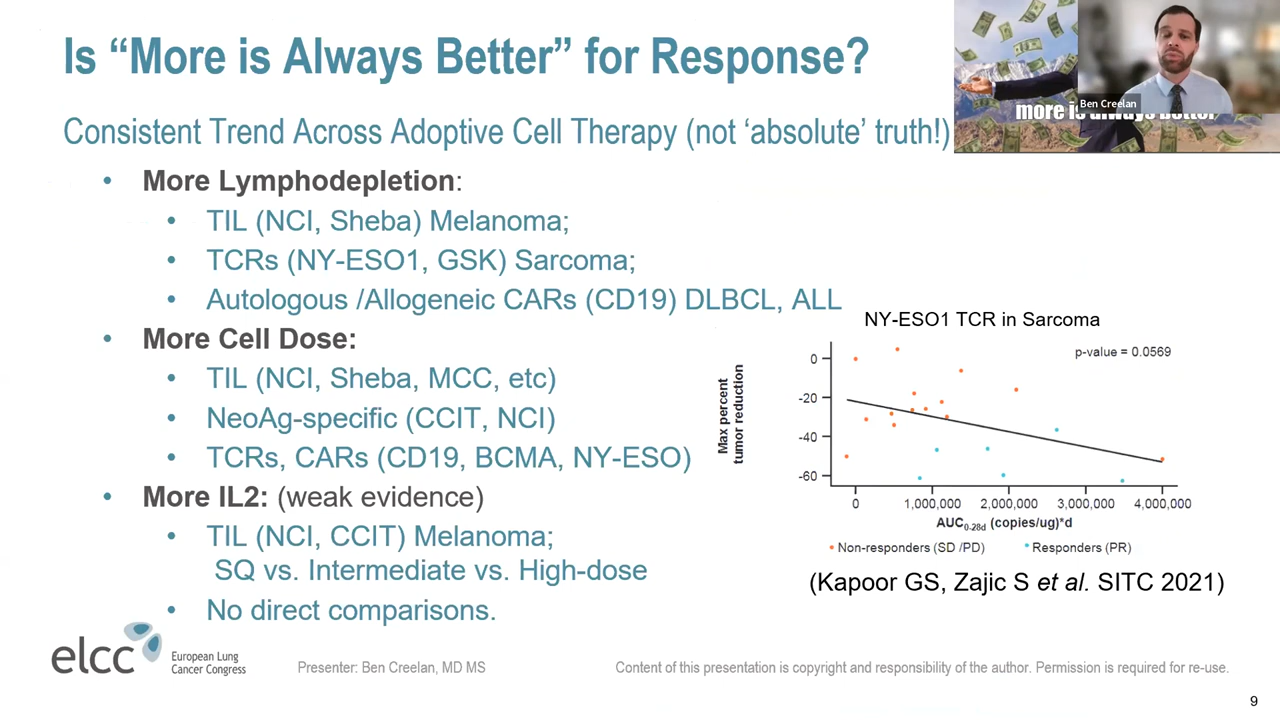 Is “More is Always Better” for Response?
Ben Creelan
more is always better
Consistent Trend Across Adoptive Cell Therapy (not ‘absolute’ truth!)
• More Lymphodepletion:
• TIL (NCI, Sheba) Melanoma;
• TCRs (NY-ESO1, GSK) Sarcoma;
• Autologous /Allogeneic CARs (CD19) DLBCL, ALL
• More Cell Dose:
• TIL (NCI, Sheba, MCC, etc)
• NeoAg-specific (CCIT, NCI)
• TCRs, CARs (CD19, BCMA, NY-ESO)
• More IL2: (weak evidence)
• TIL (NCI, CCIT) Melanoma;
SQ vs. Intermediate vs. High-dose
• No direct comparisons.
NY-ESO1 TCR in Sarcoma
p-value = 0.0569
Max percent
tumor reduction
0
-20
-40
-60
0 1,000,000 2,000,000 3,000,000 4,000,000
AUC0-28d (copies/ug)*d
Non-responders (SD /PD) Responders (PR)
(Kapoor GS, Zajic S et al. SITC 2021)
elcc
European Lung
Cancer Congress
Presenter: Ben Creelan, MD MS
Content of this presentation is copyright and responsibility of the author. Permission is required for re-use.
9